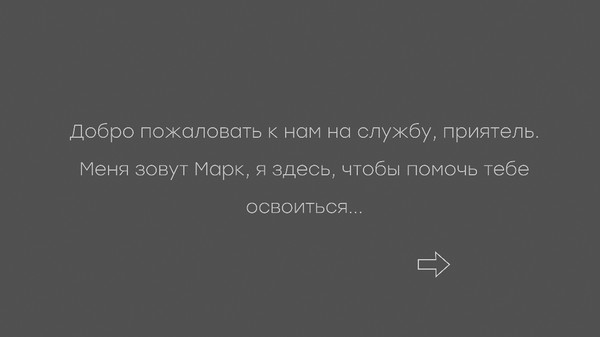 Добро пожаловать к нам на службу, приятель.
Меня зовут Марк, я здесь, чтобы помочь тебе
освоиться...